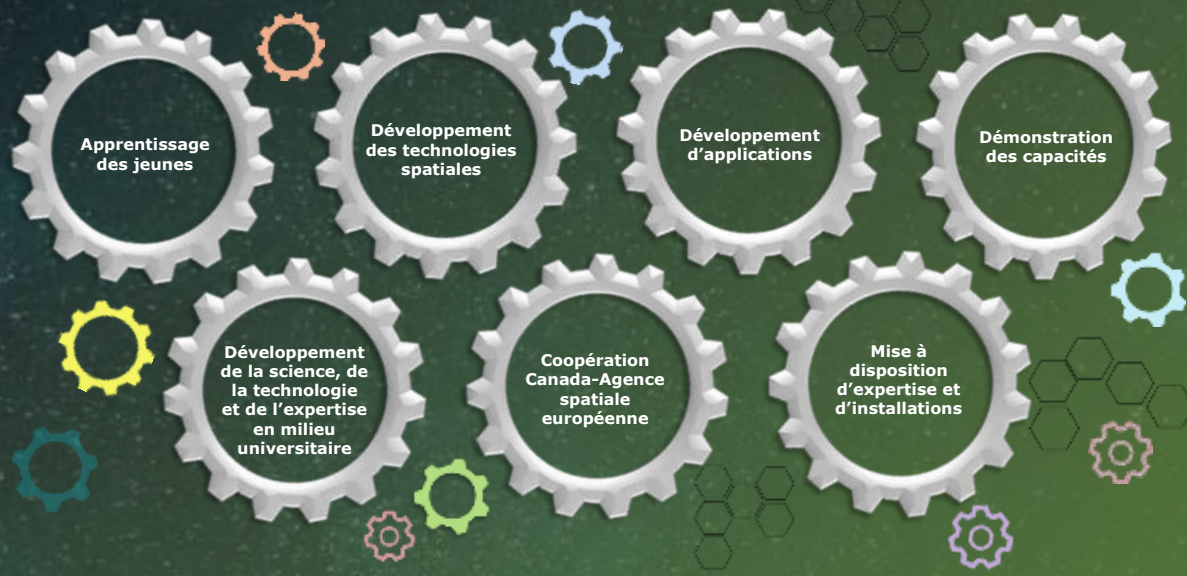 Apprentissage
des jeunes
Développement
des technologies
spatiales
Développement
d’applications
Démonstration
des capacités
Développement
de la science, de
la technologie
et de l’expertise
en milieu
universitaire
Coopération
Canada-Agence
spatiale
européenne
Mise à
disposition
d’expertise et
d’installations